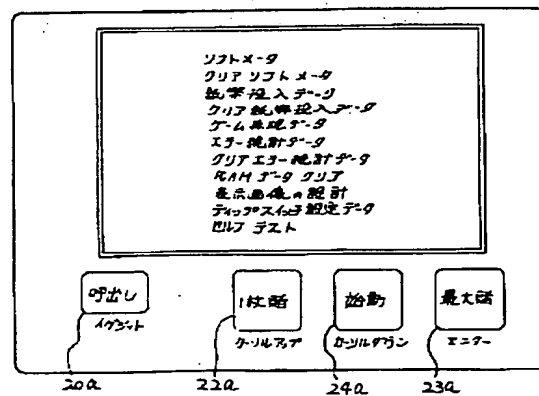 ソフトメータ
クリア ソフトメータ
紙幣投入データ
クリア 紙幣投入データ
ゲーム再現データ
エラー統計データ
クリアエラー統計データ
RAM データ クリア
表示画像の設計
ディップスイッチ設定データ
セルフ テスト
呼出し 1枚賭 始動 最大賭
イグジット カーソルアップ カーソルダウン エニター
20a 22a 24a 23a